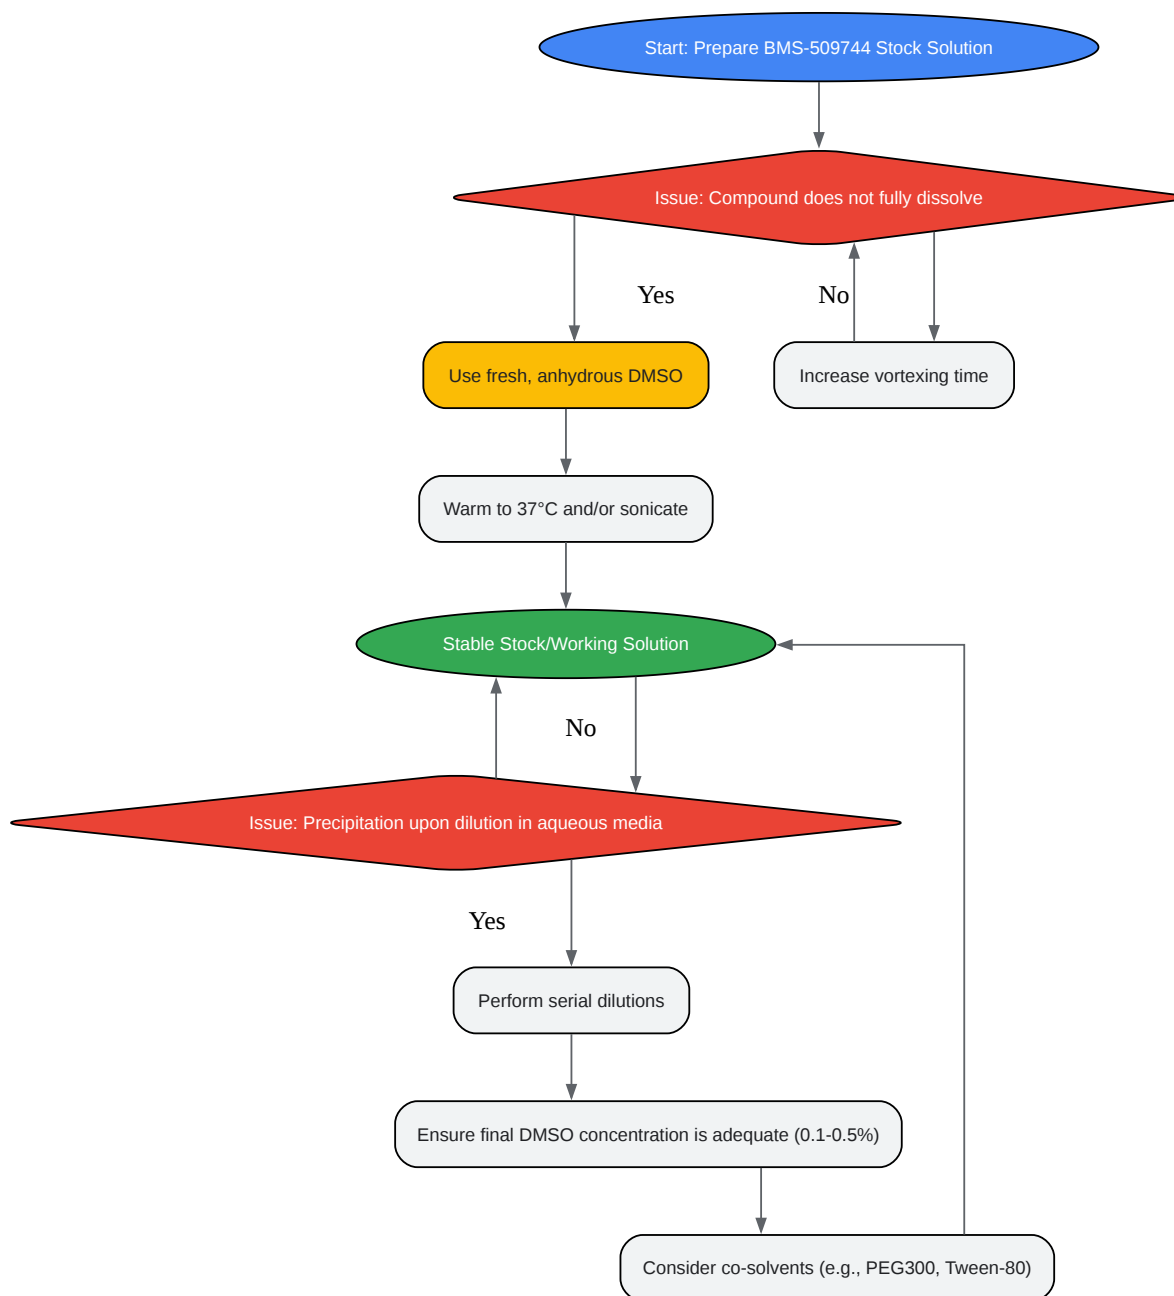 Start: Prepare BMS-509744 Stock Solution
Issue: Compound does not fully dissolve
Yes
No
Use fresh, anhydrous DMSO
Increase vortexing time
Warm to 37°C and/or sonicate
Stable Stock/Working Solution
No
Issue: Precipitation upon dilution in aqueous media
Yes
Perform serial dilutions
Ensure final DMSO concentration is adequate (0.1-0.5%)
Consider co-solvents (e.g., PEG300, Tween-80)